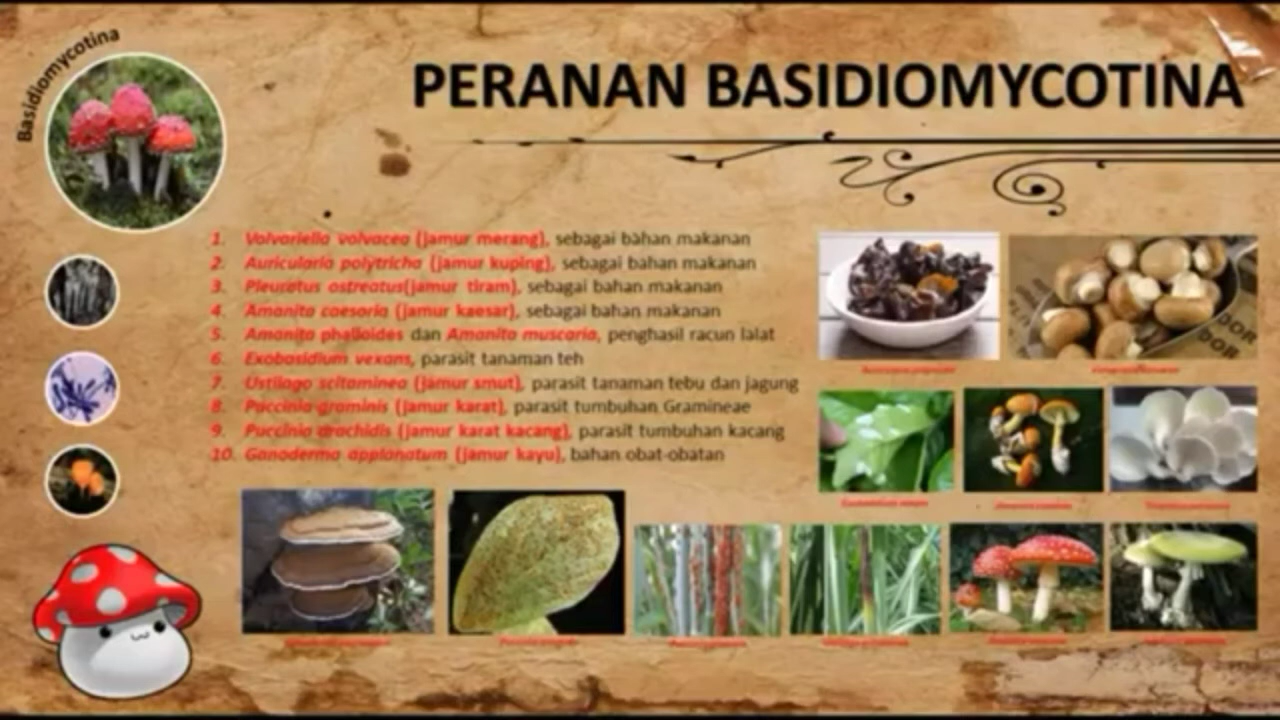 Basidiomycotina
PERANAN BASIDIOMYCOTINA
1. Volvariella volvacea (jamur merang), sebagai bahan makanan
2. Auricularia polytricha (jamur kuping), sebagai bahan makanan
3. Pleurotus ostreatus(jamur tiram), sebagai bahan makanan
4. Amanita caesaria (jamur kaesar), sebagai bahan makanan
5. Amanita phalloides dan Amanita muscaria, penghasil racun lalat
6. Exobasidium vexans, parasit tanaman teh
7. Ustilago scitaminea (jamur smut), parasit tanaman tebu dan jagung
8. Puccinia graminis (jamur karat), parasit tumbuhan Gramineae
9. Puccinia arachidis (jamur karat kacang), parasit tumbuhan kacang
10. Ganoderma applanatum (jamur kayu), bahan obat-obatan
DOR
DOR